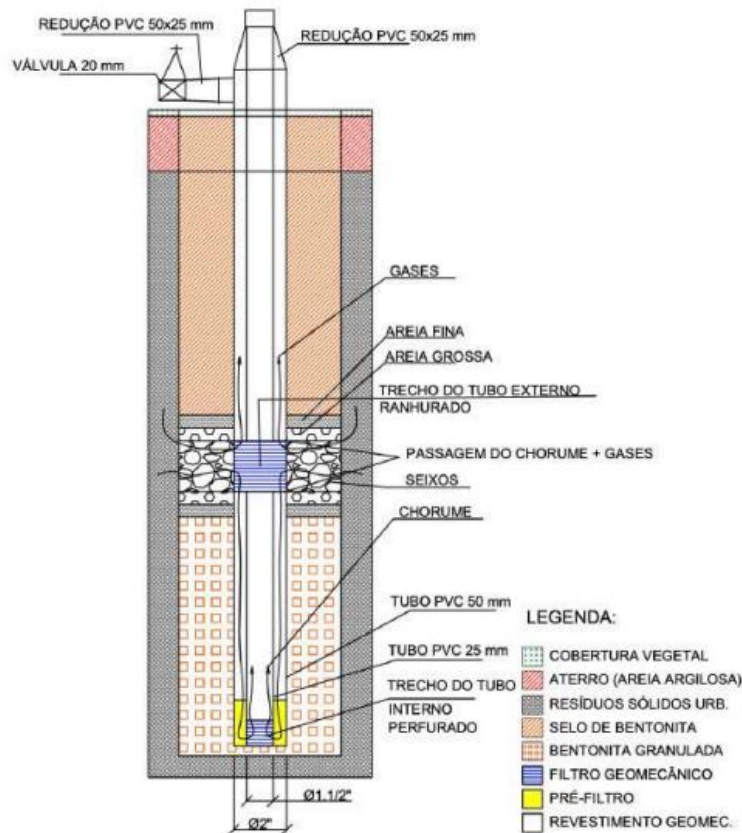 REDUÇÃO PVC 50x25 mm
REDUÇÃO PVC 50x25 mm
VÁLVULA 20 mm
GASES
AREIA FINA
AREIA GROSSA
TRECHO DO TUBO EXTERNO
RANHURADO
PASSAGEM DO CHORUME + GASES
SEIXOS
CHORUME
TUBO PVC 50 mm
TUBO PVC 25 mm
TRECHO DO TUBO
INTERNO
PERFURADO
Ø1.1/2"
Ø2"
LEGENDA:
COBERTURA VEGETAL
ATERRO (AREIA ARGILOSA)
RESÍDUOS SÓLIDOS URB.
SELO DE BENTONITA
BENTONITA GRANULADA
FILTRO GEOMECÂNICO
PRÉ-FILTRO
REVESTIMENTO GEOMEC.